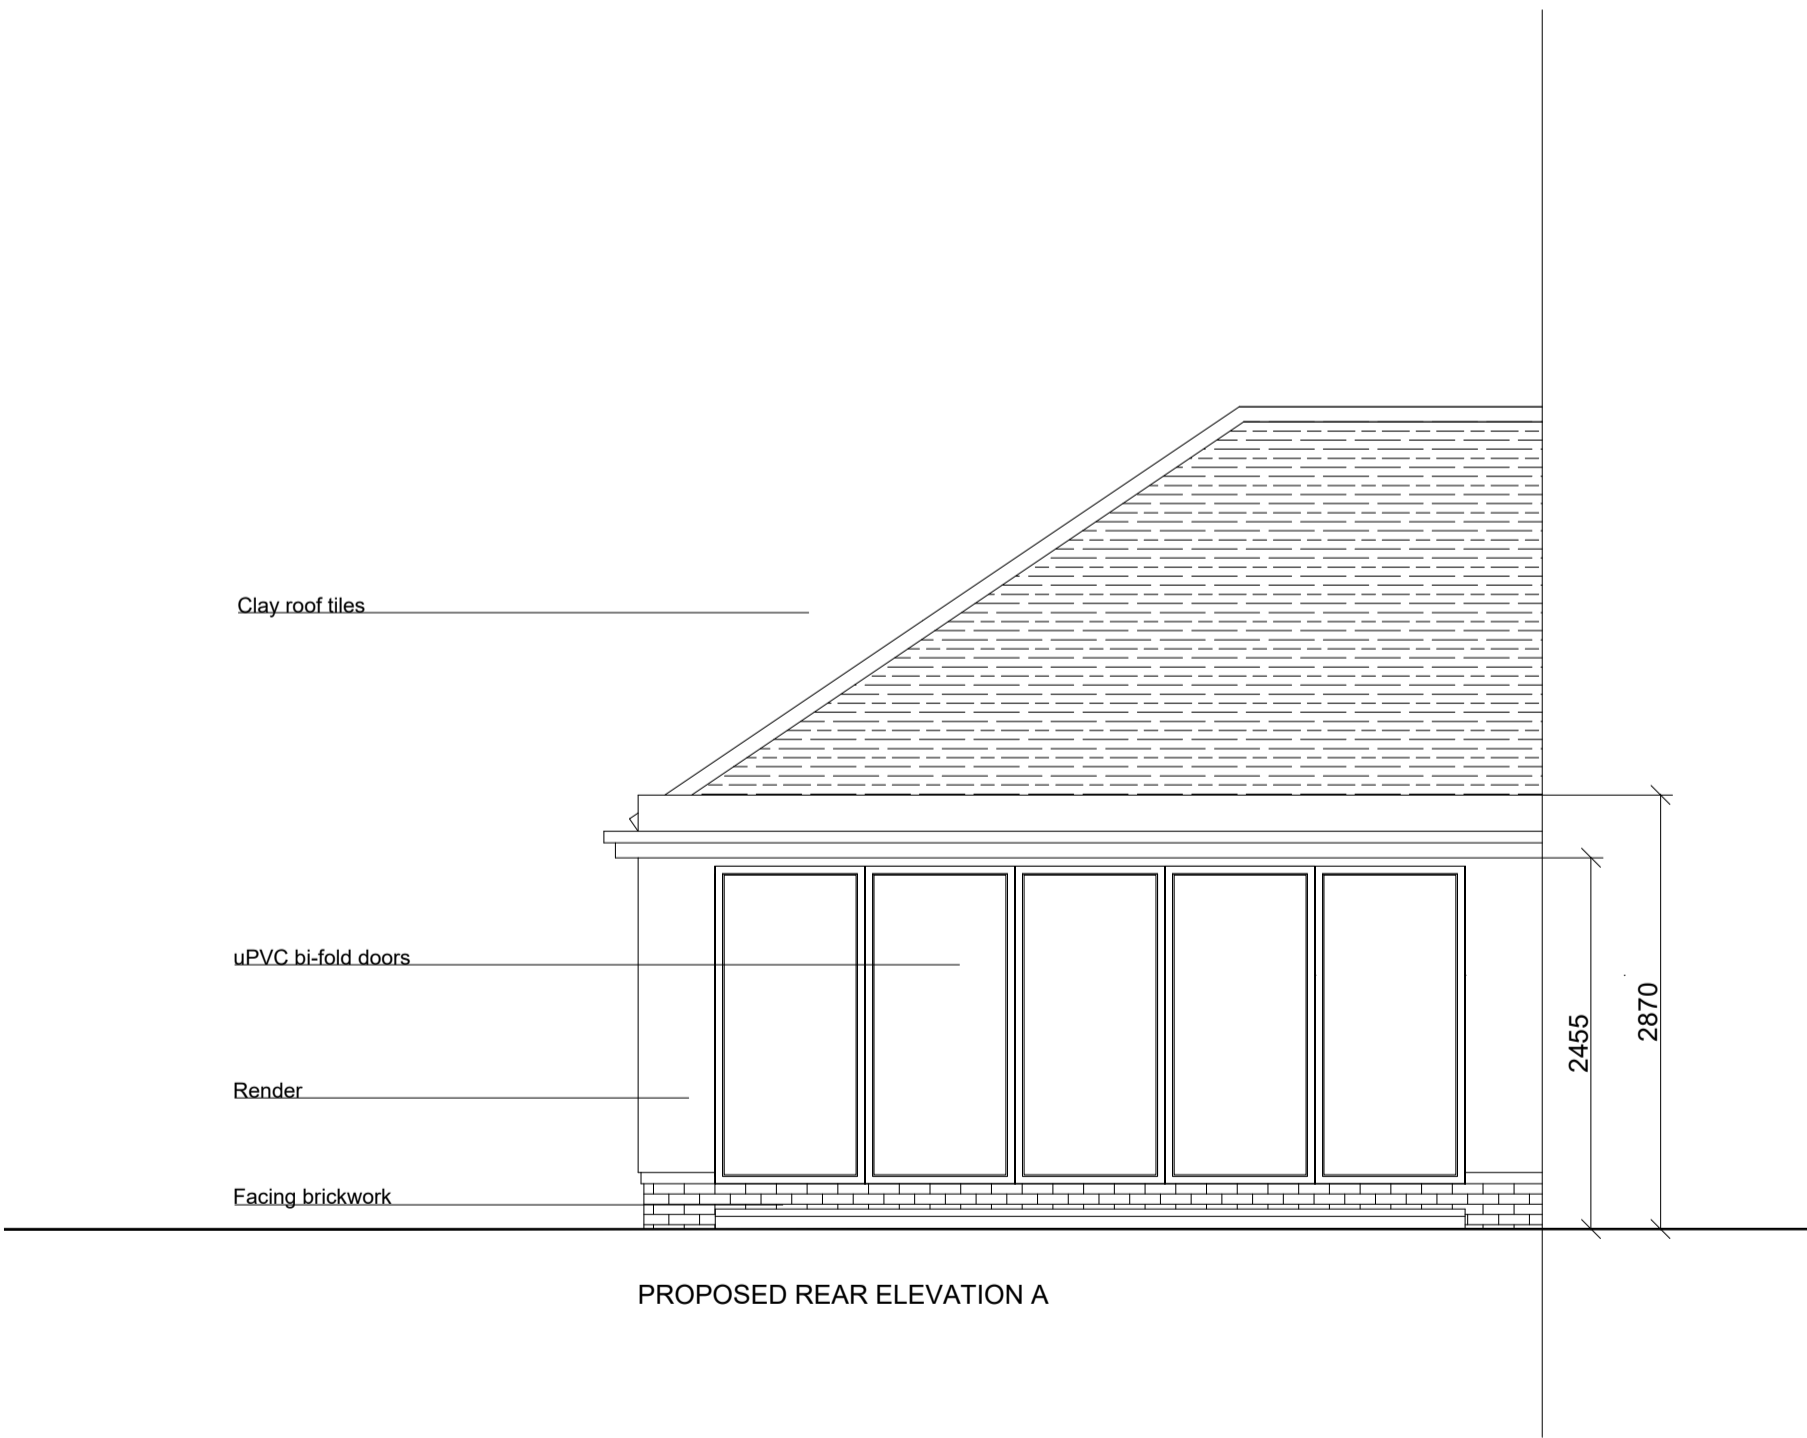 Clay roof tiles
uPVC bi-fold doors
Render
Facing brickwork
2455
2870
PROPOSED REAR ELEVATION A